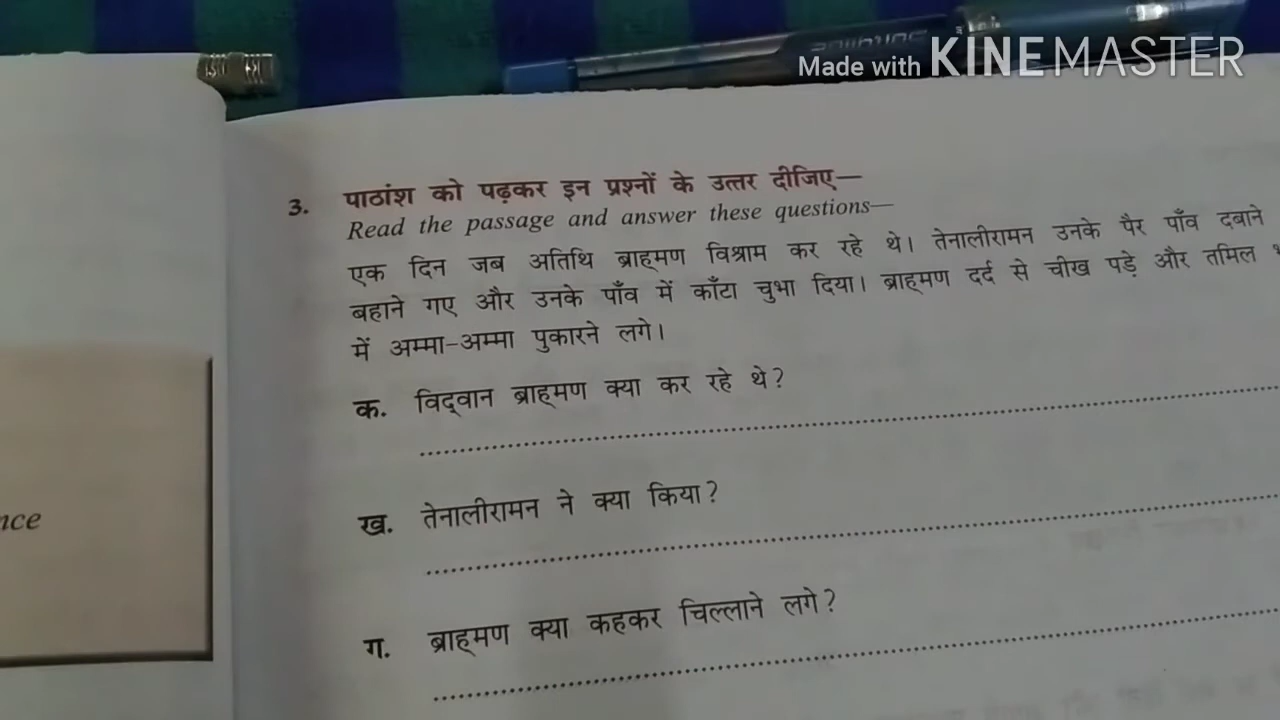 Made with KINEMASTER
3. पाठांश को पढ़कर इन प्रश्नों के उत्तर दीजिए—
Read the passage and answer these questions—
एक दिन जब अतिथि ब्राह्मण विश्राम कर रहे थे। तेनालीरामन उनके पैर पाँव दबाने
बहाने गए और उनके पाँव में काँटा चुभा दिया। ब्राह्मण दर्द से चीख पड़े और तमिल
में अम्मा-अम्मा पुकारने लगे।
क. विद्वान ब्राह्मण क्या कर रहे थे?
ख. तेनालीरामन ने क्या किया?
nce
ग. ब्राह्मण क्या कहकर चिल्लाने लगे?